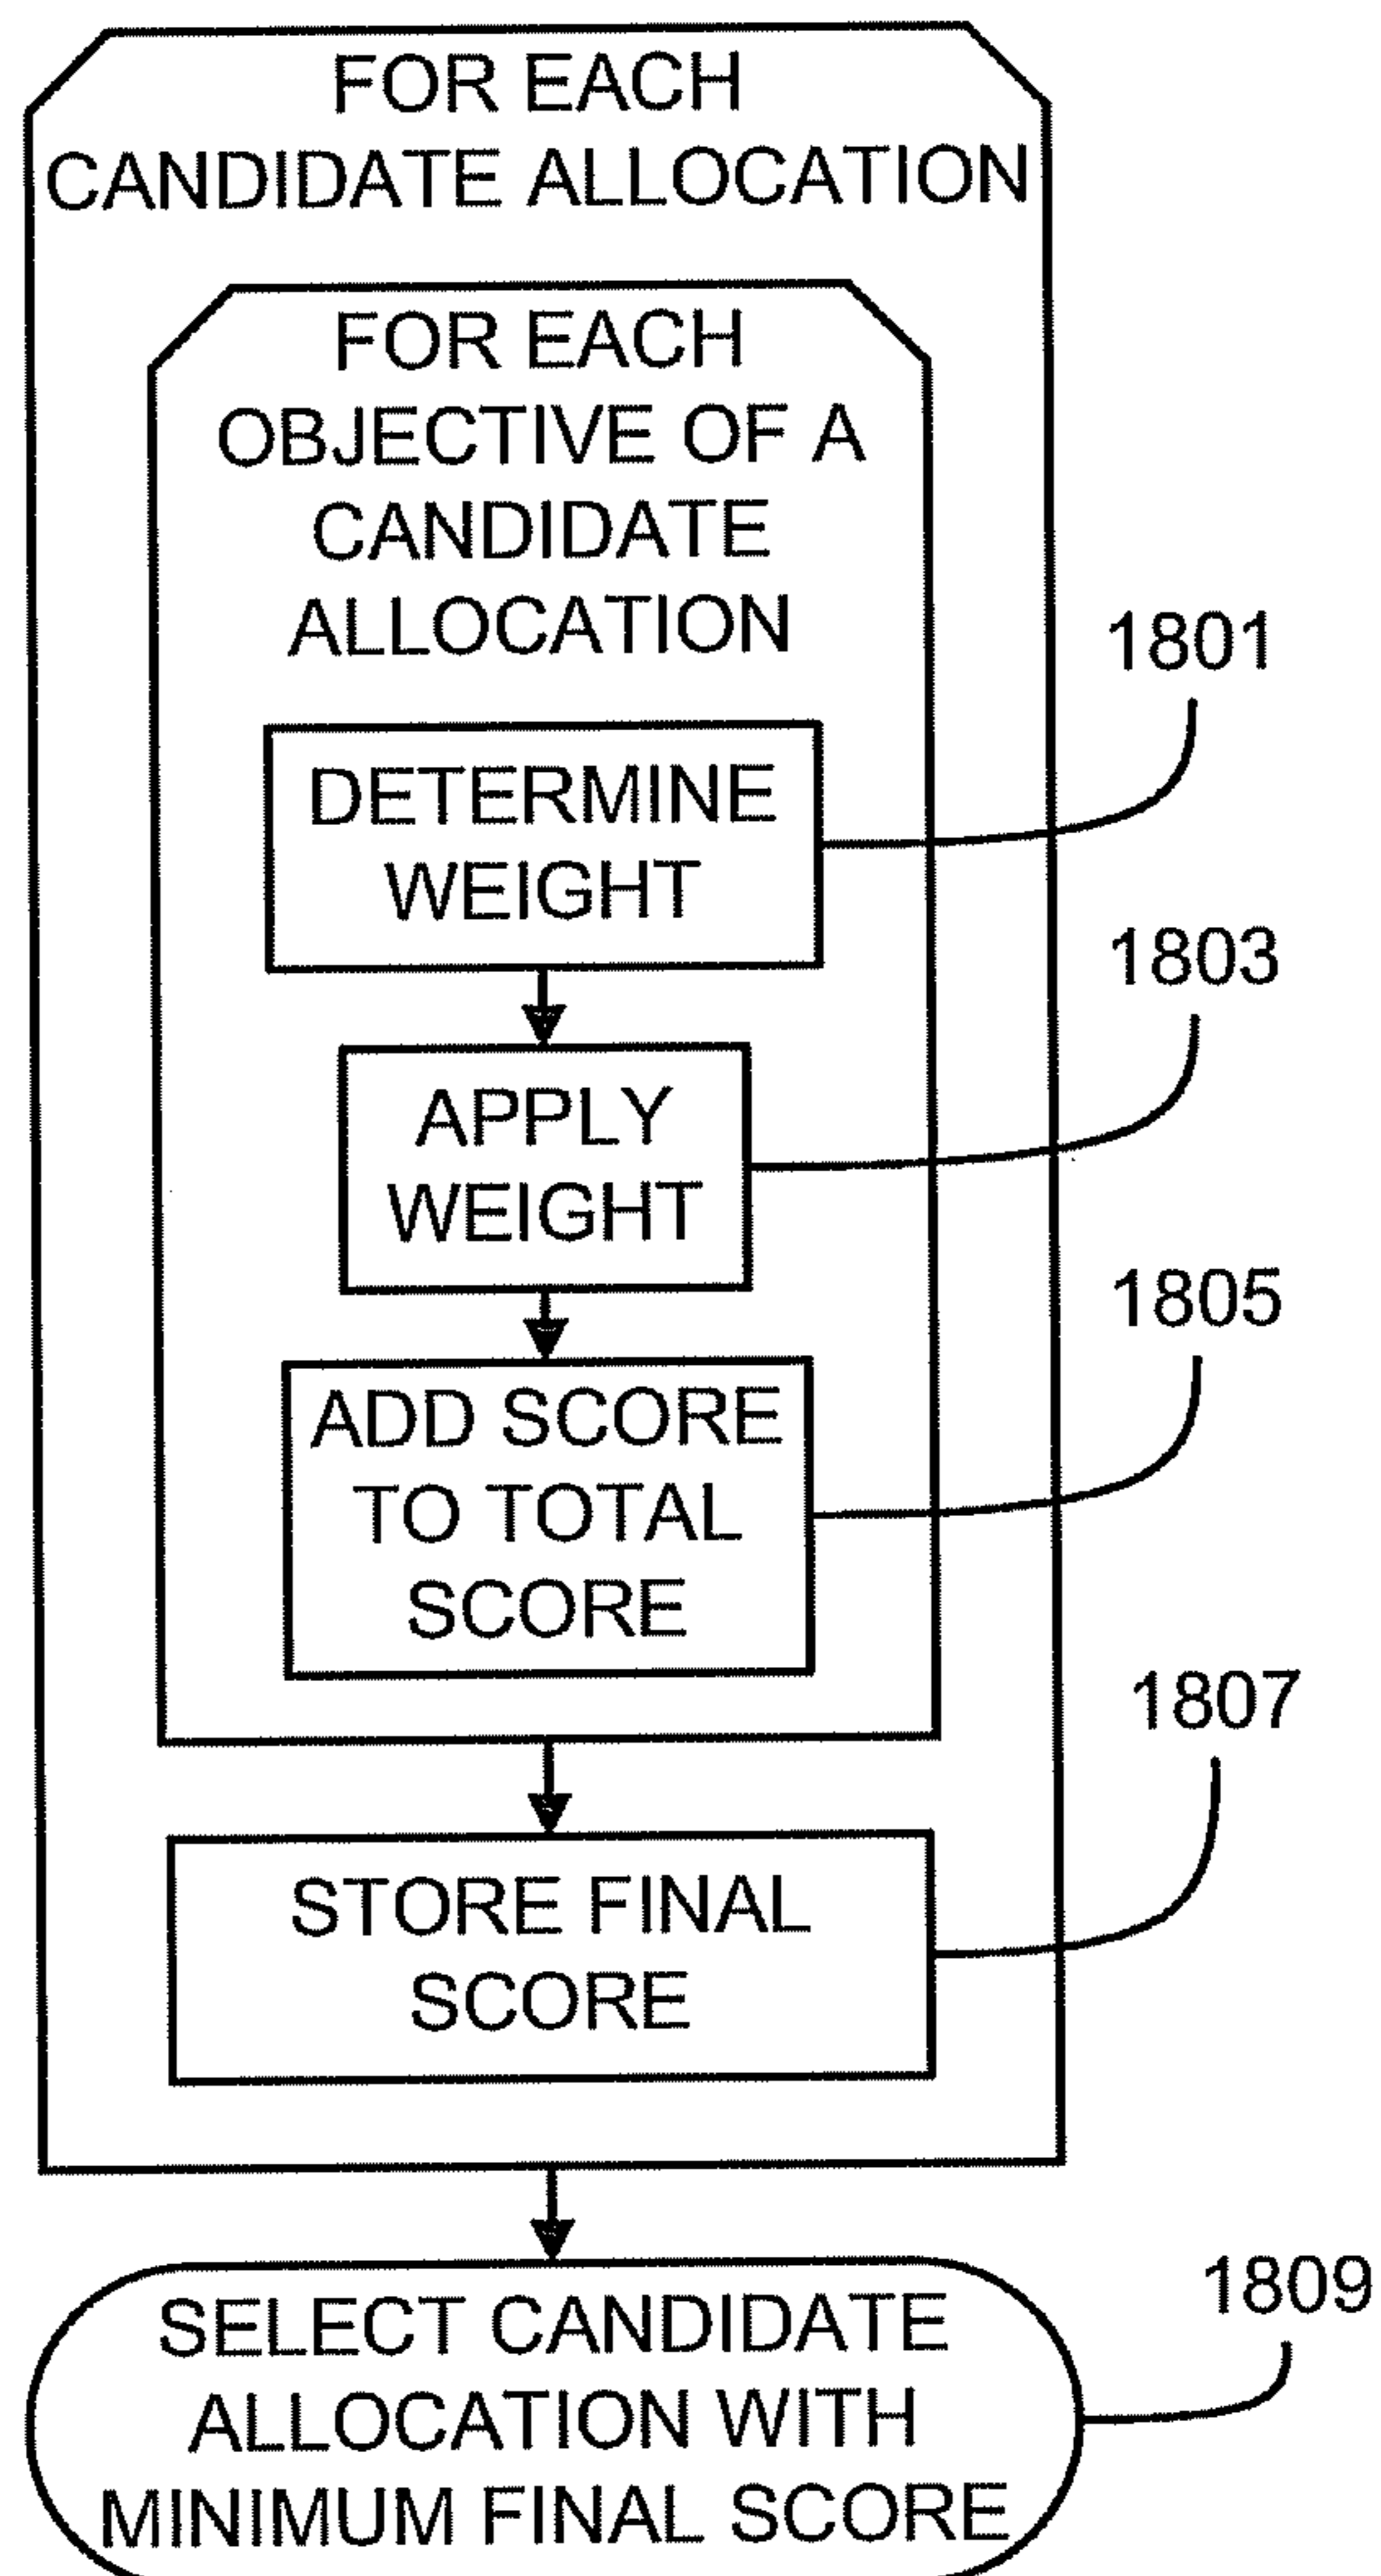 FOR EACH
CANDIDATE ALLOCATION
FOR EACH
OBJECTIVE OF A
CANDIDATE
ALLOCATION
1801
DETERMINE
WEIGHT
1803
APPLY
WEIGHT
1805
ADD SCORE
TO TOTAL
SCORE
1807
STORE FINAL
SCORE
1809
SELECT CANDIDATE
ALLOCATION WITH
MINIMUM FINAL SCORE